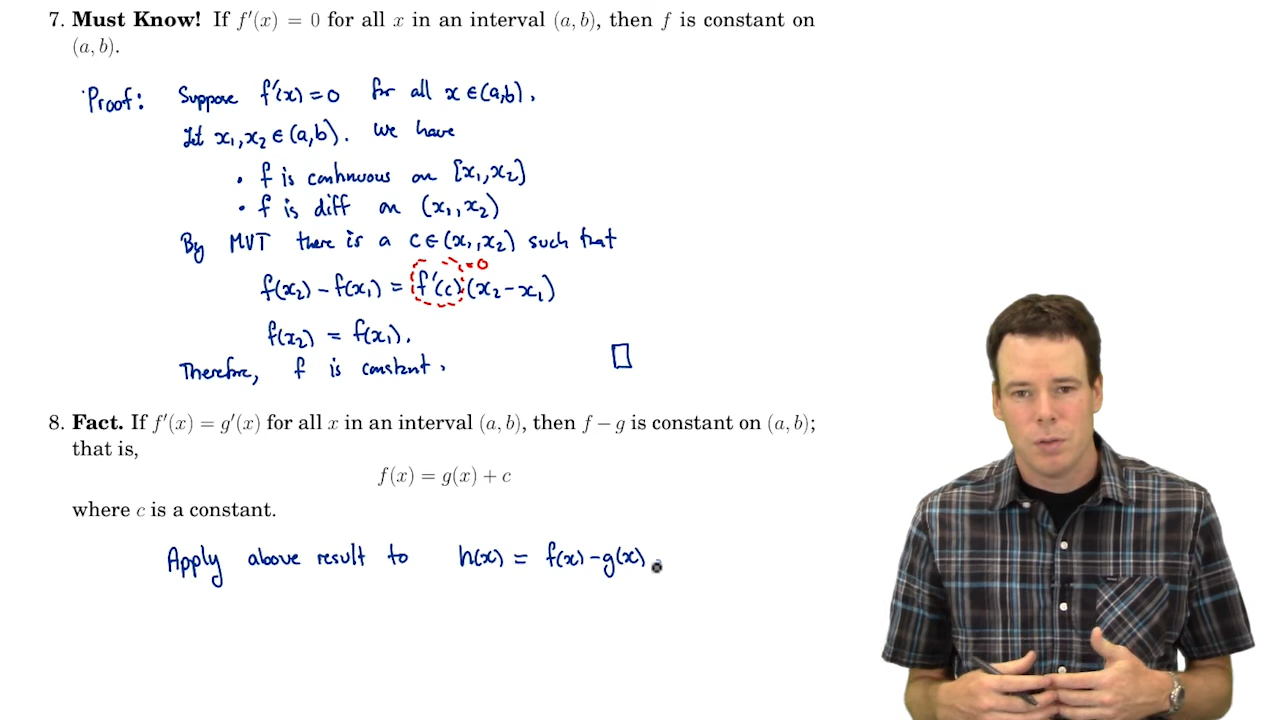 7. Must Know! If f′(x) = 0 for all x in an interval (a, b), then f is constant on
(a, b).
Proof: Suppose f′(x) = 0 for all x ∈ (a,b).
Let x₁, x₂ ∈ (a,b). We have
• f is continuous on [x₁, x₂]
• f is diff on (x₁, x₂)
By MVT there is a c ∈ (x₁, x₂) such that
= 0
f(x₂) - f(x₁) = f′(c) (x₂ - x₁)
f(x₂) = f(x₁).
Therefore, f is constant. □
8. Fact. If f′(x) = g′(x) for all x in an interval (a, b), then f − g is constant on (a, b);
that is,
f(x) = g(x) + c
where c is a constant.
Apply above result to h(x) = f(x) - g(x).